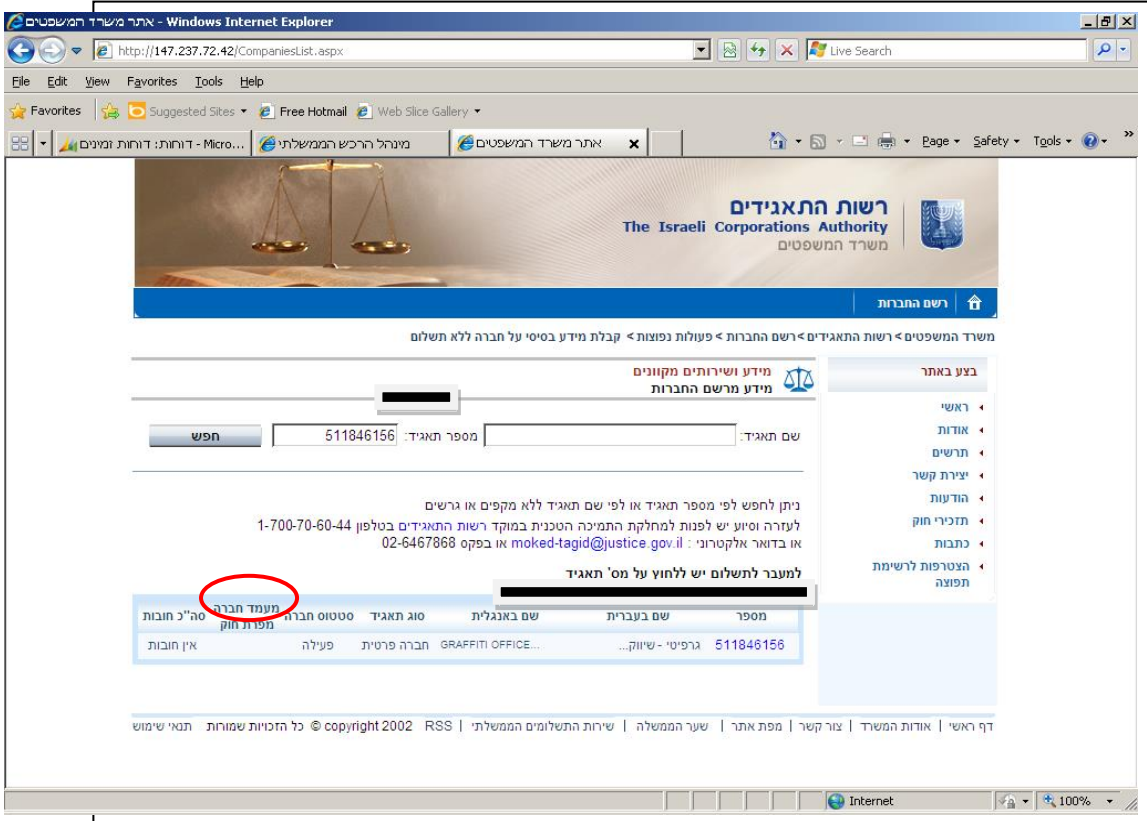 אתר משרד המשפטים - Windows Internet Explorer
http://147.237.72.42/CompaniesList.aspx
Live Search
File Edit View Favorites Tools Help
Favorites Suggested Sites Free Hotmail Web Slice Gallery
דוחות: דוחות זמינים - Micro...
מינהל הרכש הממשלתי
אתר משרד המשפטים
Page Safety Tools
רשות התאגידים
The Israeli Corporations Authority
משרד המשפטים
רשם החברות
משרד המשפטים > רשות התאגידים > רשם החברות > פעולות נפוצות > קבלת מידע בסיסי על חברה ללא תשלום
בצע באתר
ראשי
אודות
תרשים
יצירת קשר
הודעות
תזכירי חוק
כתבות
הצטרפות לרשימת
תפוצה
מידע ושירותים מקוונים
מידע מרשם החברות
שם תאגיד: מספר תאגיד: 511846156 חפש
ניתן לחפש לפי מספר תאגיד או לפי שם תאגיד ללא מקפים או גרשים
לעזרה וסיוע יש לפנות למחלקת התמיכה הטכנית במוקד רשות התאגידים בטלפון 1-700-70-60-44
או בדואר אלקטרוני : moked-tagid@justice.gov.il או בפקס 02-6467868
למעבר לתשלום יש ללחוץ על מס' תאגיד
מספר שם בעברית שם באנגלית סוג תאגיד סטטוס חברה מעמד חברה מפרת חוק סה"כ חובות
511846156 גרפיטי - שיווק... GRAFFITI OFFICE... חברה פרטית פעילה אין חובות
דף ראשי | אודות המשרד | צור קשר | מפת אתר | שער הממשלה | שירות התשלומים הממשלתי | RSS copyright 2002 © כל הזכויות שמורות תנאי שימוש
Internet 100%